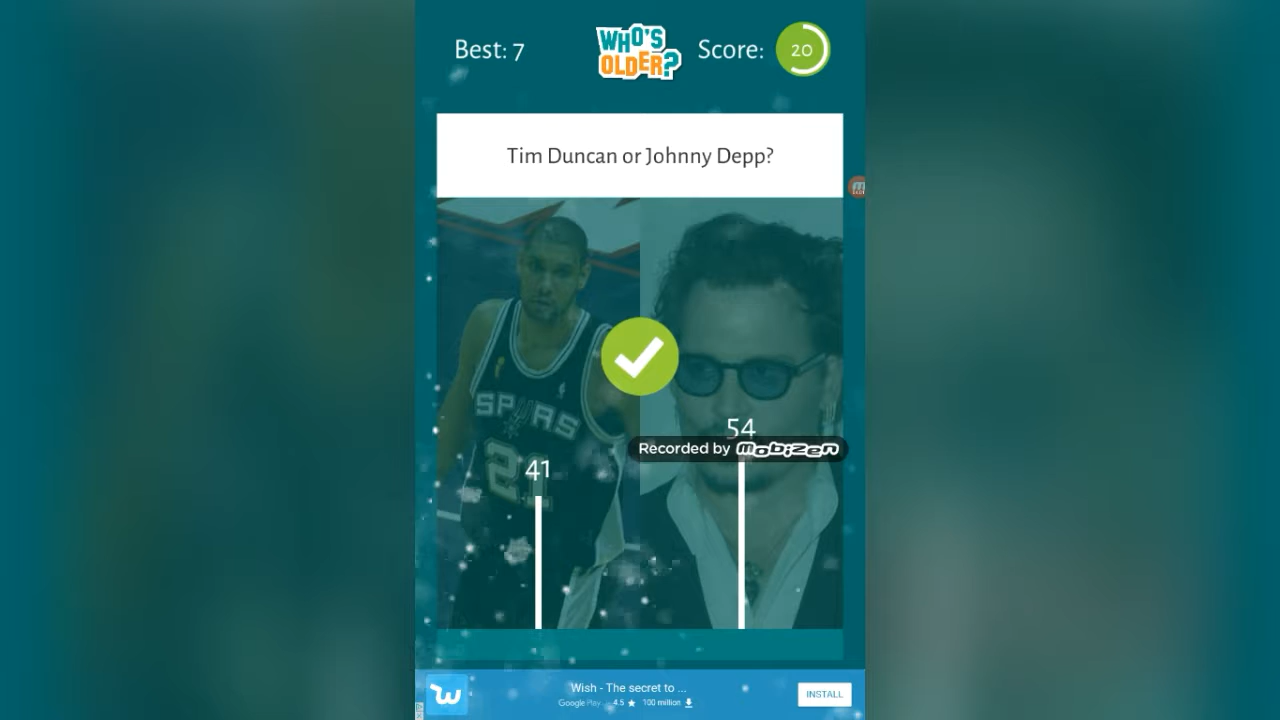 Best: 7
WHO'S
OLDER?
Score:
20
Tim Duncan or Johnny Depp?
SPURS
21
54
Recorded by mobizen
41
Wish - The secret to ...
Google Play
4.5 ★ 100 million
INSTALL